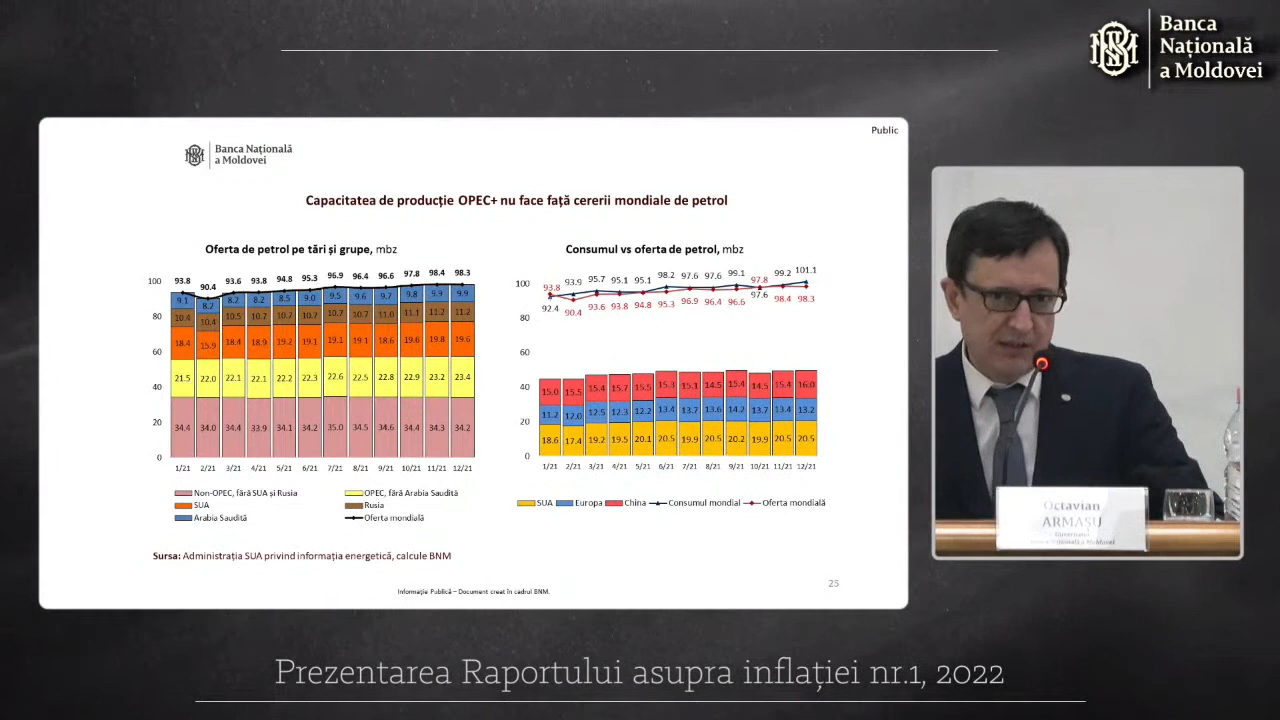 Banca
Națională
a Moldovei
Public
Banca Națională
a Moldovei
Capacitatea de producție OPEC+ nu face față cererii mondiale de petrol
Oferta de petrol pe tări și grupe, mbz
93.8 90.4 93.6 93.8 94.8 95.3 96.9 96.4 96.6 97.8 98.4 98.3
100
80
60
40
20
0
9.1 8.2 8.2 8.2 8.5 9.0 9.5 9.6 9.7 9.8 9.9 9.9
10.4 10.4 10.5 10.7 10.7 10.7 10.7 10.7 11.0 11.1 11.2 11.2
18.4 15.9 18.4 18.9 19.2 19.1 19.1 19.1 18.6 19.6 19.8 19.6
21.5 22.0 22.1 22.1 22.2 22.3 22.6 22.5 22.8 22.9 23.2 23.4
34.4 34.0 34.4 33.9 34.1 34.2 35.0 34.5 34.6 34.4 34.3 34.2
1/21 2/21 3/21 4/21 5/21 6/21 7/21 8/21 9/21 10/21 11/21 12/21
Non-OPEC, fără SUA și Rusia
OPEC, fără Arabia Saudită
SUA
Rusia
Arabia Saudită
Oferta mondială
Consumul vs oferta de petrol, mbz
100
80
60
40
20
0
92.4 93.9 95.7 95.1 95.1 98.2 97.6 97.6 99.1 97.6 99.2 101.1
93.8 90.4 93.6 93.8 94.8 95.3 96.9 96.4 96.6 97.8 98.4 98.3
15.0 15.5 15.4 15.7 15.5 15.3 15.1 14.5 15.4 14.5 15.4 16.0
11.2 12.0 12.5 12.3 12.2 13.4 13.7 13.6 14.2 13.7 13.4 13.2
18.6 17.4 19.2 19.5 20.1 20.5 19.9 20.5 20.2 19.9 20.5 20.5
1/21 2/21 3/21 4/21 5/21 6/21 7/21 8/21 9/21 10/21 11/21 12/21
SUA Europa China Consumul mondial Oferta mondială
Sursa: Administrația SUA privind informația energetică, calcule BNM
Informație Publică – Document creat în cadrul BNM.
25
Octavian
ARMAȘU
Guvernator
Banca Națională a Moldovei
Prezentarea Raportului asupra inflației nr.1, 2022